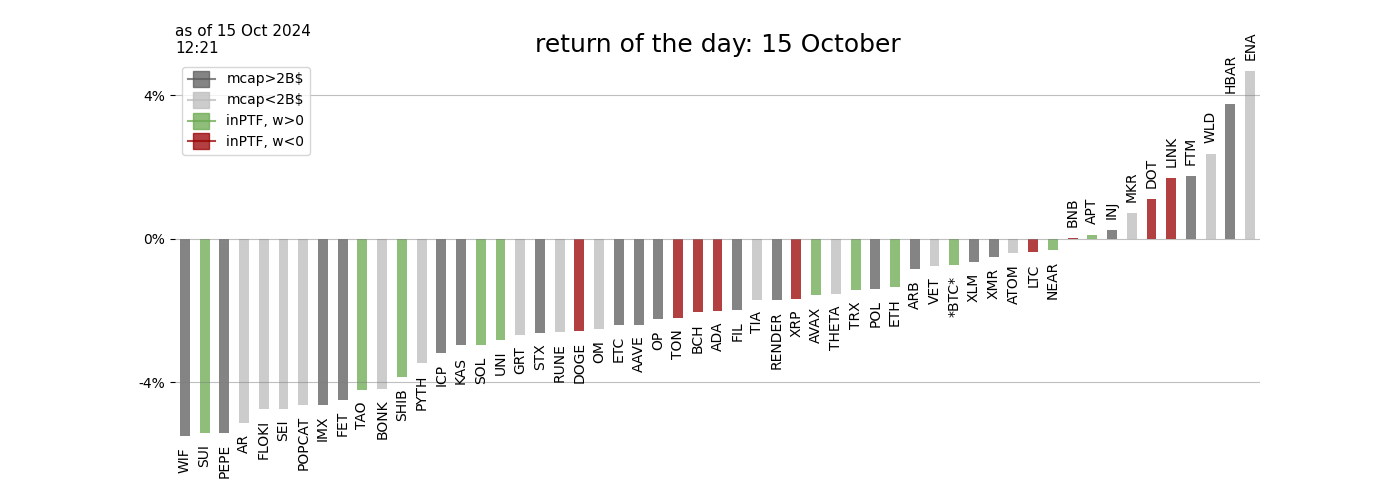 as of 15 Oct 2024
12:21
return of the day: 15 October
mcap>2B$
mcap<2B$
inPTF, w>0
inPTF, w<0
4%
0%
-4%
WIF
SUI
PEPE
AR
FLOKI
SEI
POPCAT
IMX
FET
TAO
BONK
SHIB
PYTH
ICP
KAS
SOL
UNI
GRT
STX
RUNE
DOGE
OM
ETC
AAVE
OP
TON
BCH
ADA
FIL
TIA
RENDER
XRP
AVAX
THETA
TRX
POL
ETH
ARB
VET
*BTC*
XLM
XMR
ATOM
LTC
NEAR
BNB
APT
INJ
MKR
DOT
LINK
FTM
WLD
HBAR
ENA